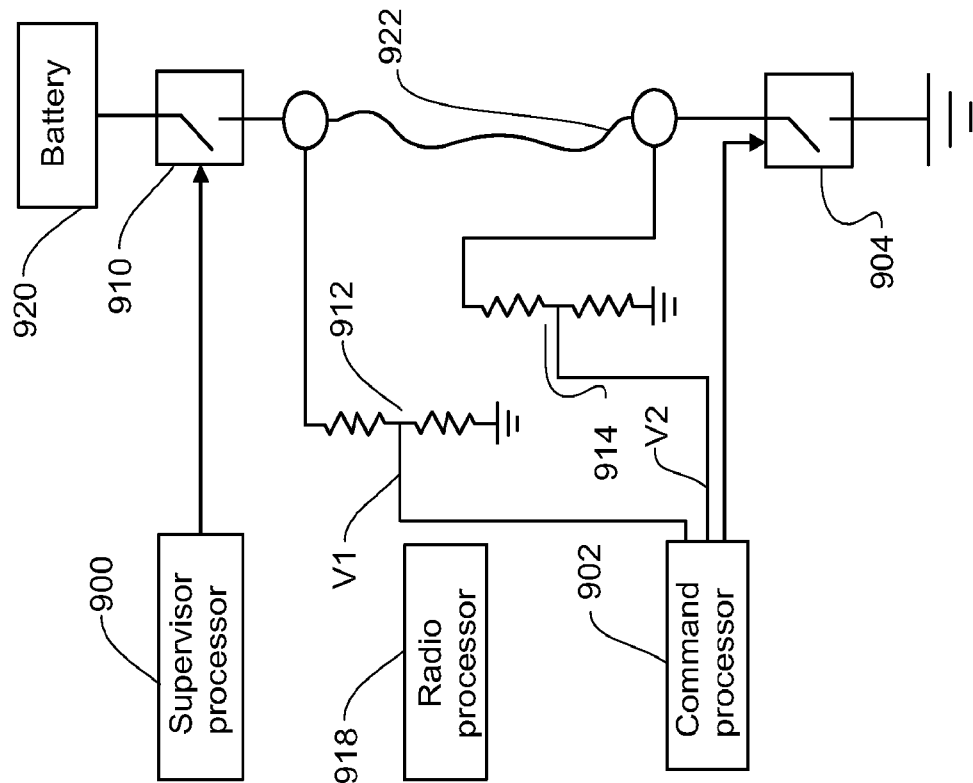 Supervisor
processor
900
Radio
processor
918
Command
processor
902
V1
912
V2
914
Battery
920
910
922
904